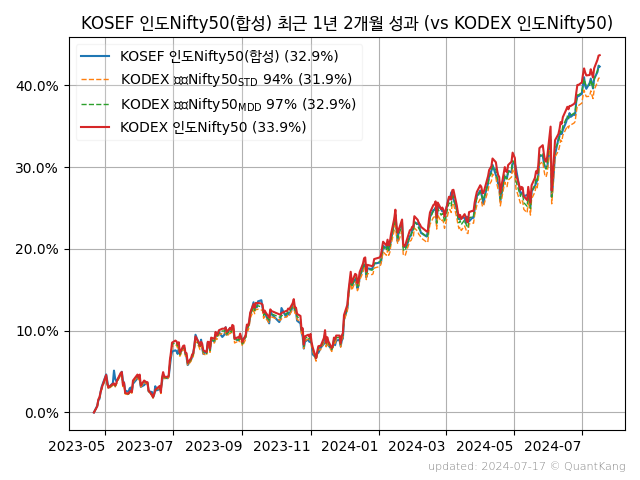 KOSEF 인도Nifty50(합성) 최근 1년 2개월 성과 (vs KODEX 인도Nifty50)
KOSEF 인도Nifty50(합성) (32.9%)
KODEX Nifty50STD 94% (31.9%)
KODEX Nifty50MDD 97% (32.9%)
KODEX 인도Nifty50 (33.9%)
40.0%
30.0%
20.0%
10.0%
0.0%
2023-05 2023-07 2023-09 2023-11 2024-01 2024-03 2024-05 2024-07
updated: 2024-07-17 © QuantKang